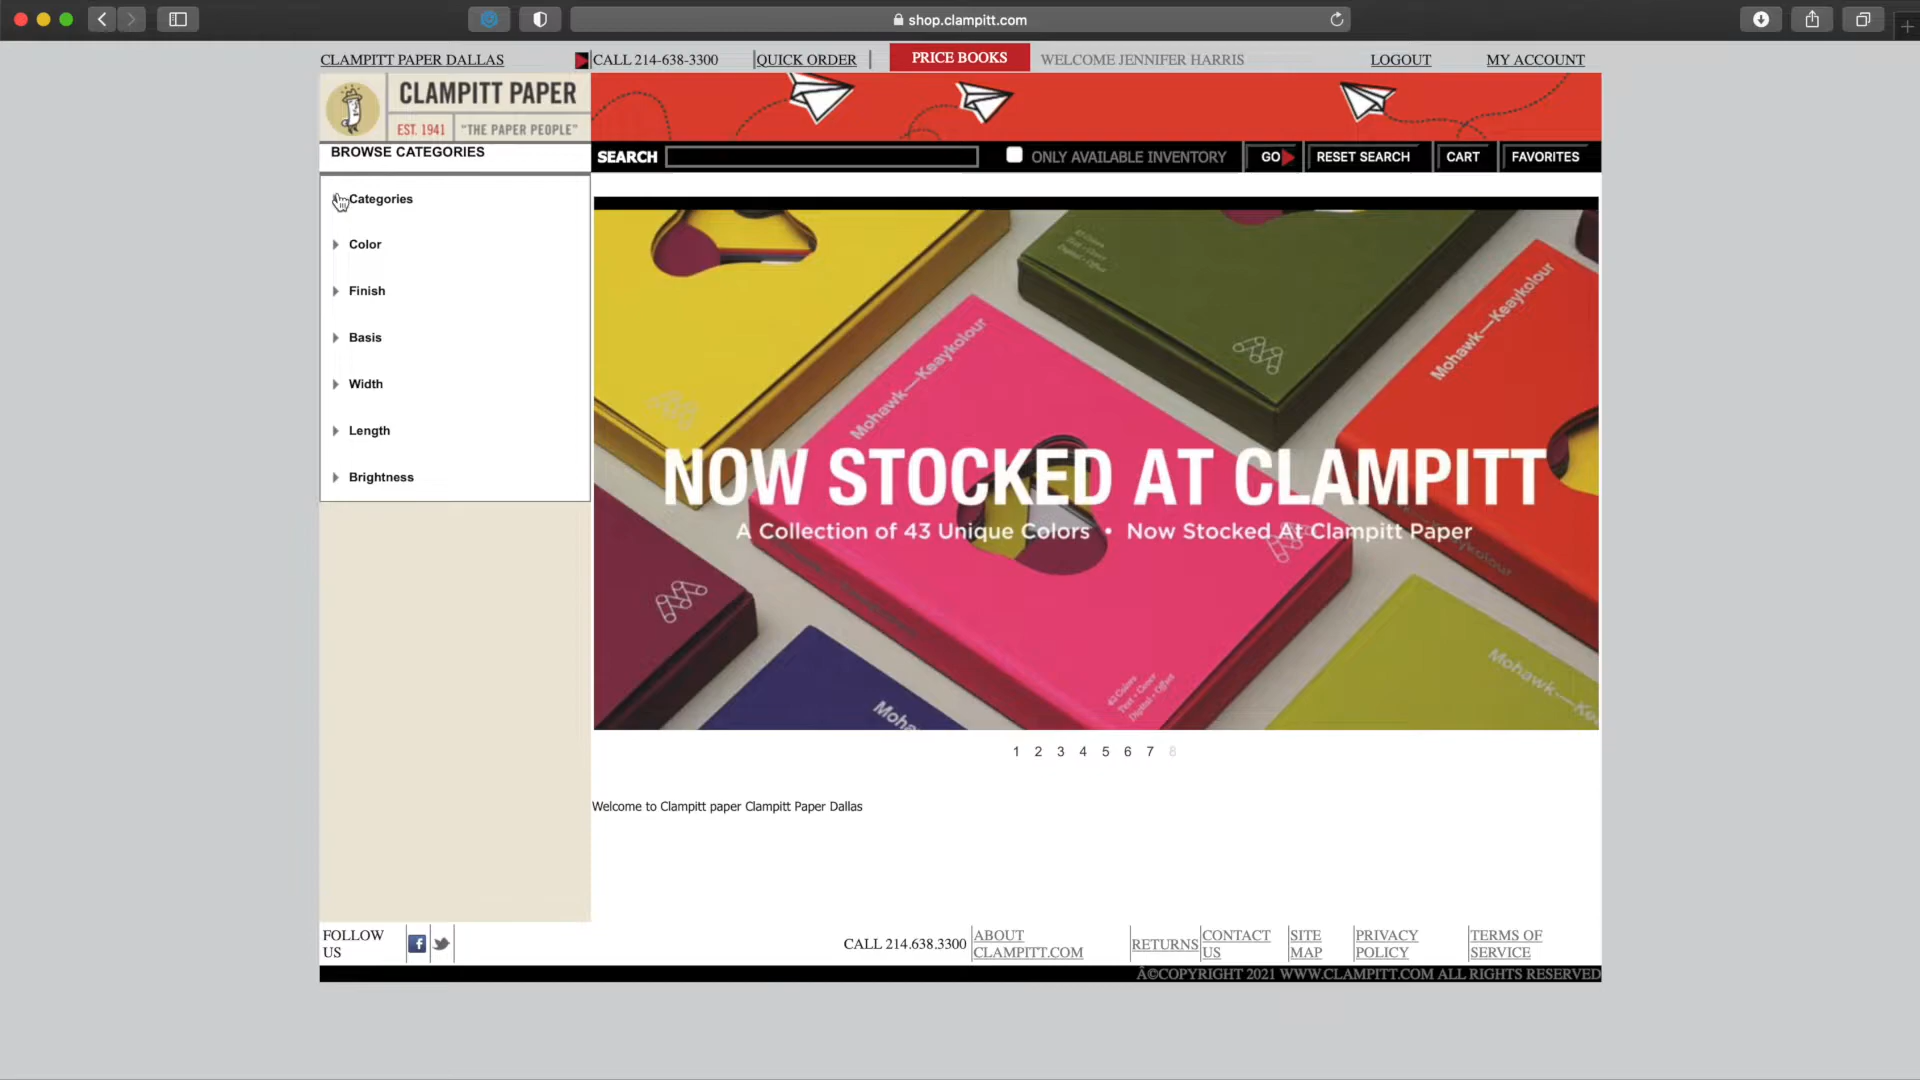 shop.clampitt.com
CLAMPITT PAPER DALLAS CALL 214-638-3300 QUICK ORDER PRICE BOOKS WELCOME JENNIFER HARRIS LOGOUT MY ACCOUNT
CLAMPITT PAPER
EST. 1941 "THE PAPER PEOPLE"
BROWSE CATEGORIES
SEARCH ONLY AVAILABLE INVENTORY GO RESET SEARCH CART FAVORITES
Categories
Color
Finish
Basis
Width
Length
Brightness
Mohawk—Keaykolour
Mohawk—Keaykolour
NOW STOCKED AT CLAMPITT
A Collection of 43 Unique Colors • Now Stocked At Clampitt Paper
1 2 3 4 5 6 7 8
Welcome to Clampitt paper Clampitt Paper Dallas
FOLLOW US
CALL 214.638.3300 ABOUT CLAMPITT.COM RETURNS CONTACT US SITE MAP PRIVACY POLICY TERMS OF SERVICE
Â©COPYRIGHT 2021 WWW.CLAMPITT.COM ALL RIGHTS RESERVED